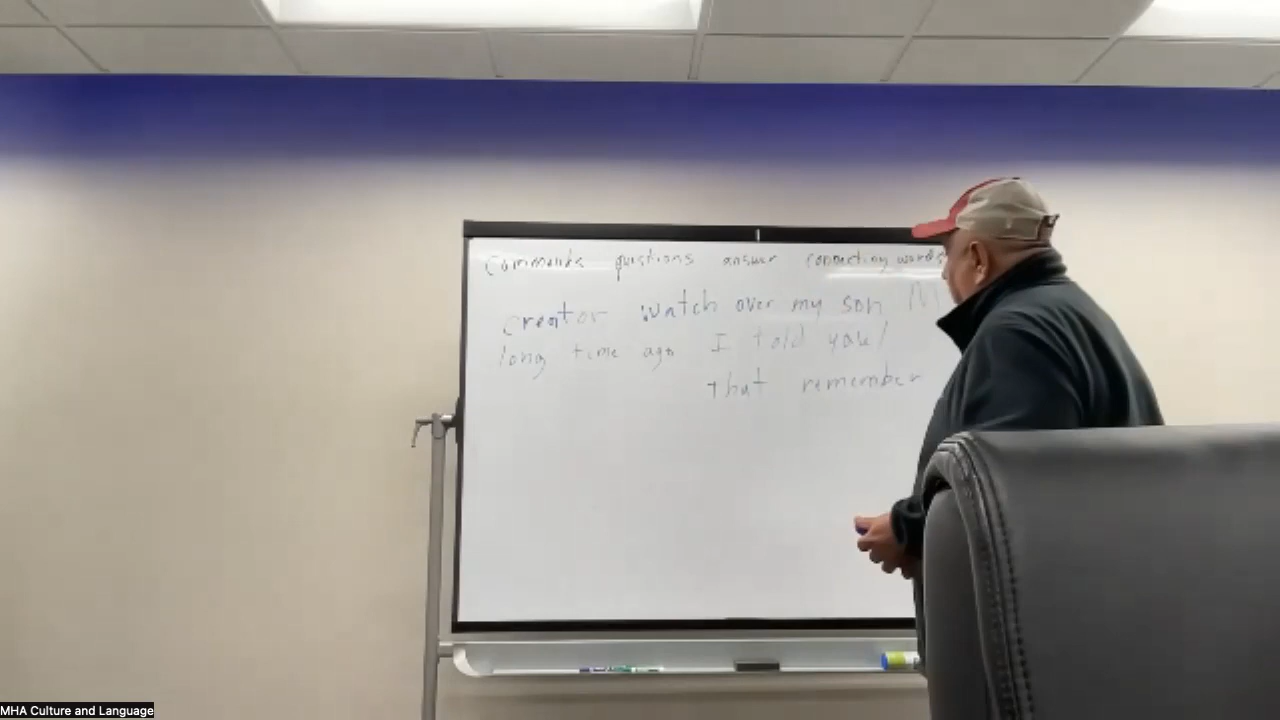 Commands questions answer connecting words
Creator watch over my son M
long time ago I told you!
that remember
MHA Culture and Language